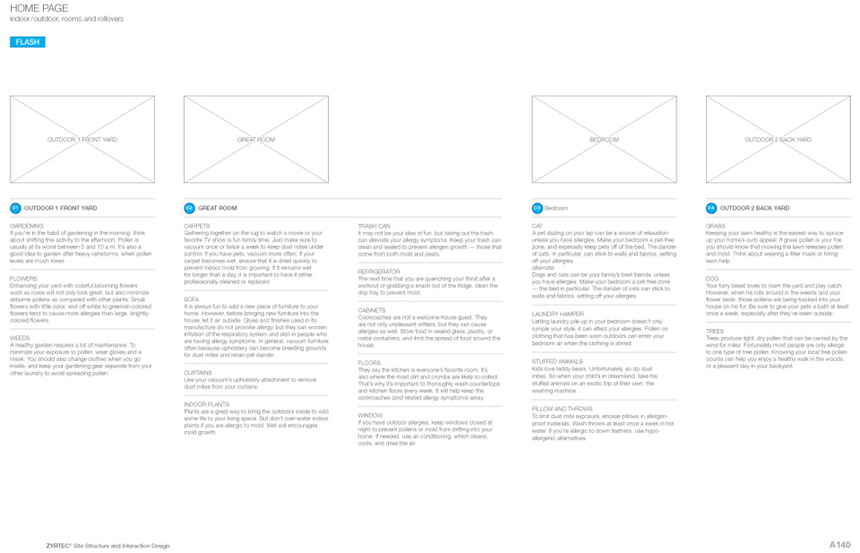 HOME PAGE
indoor/outdoor, rooms and rollovers
FLASH
OUTDOOR 1 FRONT YARD
GREAT ROOM
BEDROOM
OUTDOOR 2 BACK YARD
01 OUTDOOR 1 FRONT YARD
GARDENING
If you're in the habit of gardening in the morning, think
about shifting this activity to the afternoon. Pollen is
usually at its worst between 5 and 10 a.m. It's also a
good idea to garden after heavy rainstorms, when pollen
levels are much lower.
FLOWERS
Enhancing your yard with colorful blooming flowers
such as roses will not only look great, but also minimize
airborne pollens as compared with other plants. Small
flowers with little color, and off-white to greenish-colored
flowers tend to cause more allergies than large, brightly-
colored flowers.
WEEDS
A healthy garden requires a lot of maintenance. To
minimize your exposure to pollen, wear gloves and a
mask. You should also change clothes when you go
inside, and keep your gardening gear separate from your
other laundry to avoid spreading pollen.
02 GREAT ROOM
CARPETS
Gathering together on the rug to watch a movie or your
favorite TV show is fun family time. Just make sure to
vacuum once or twice a week to keep dust mites under
control. If you have pets, vacuum more often. If your
carpet becomes wet, ensure that it is dried quickly to
prevent indoor mold from growing. If it remains wet
for longer than a day, it is important to have it either
professionally cleaned or replaced.
SOFA
It is always fun to add a new piece of furniture to your
home. However, before bringing new furniture into the
house, let it air outside. Glues and finishes used in its
manufacture do not provoke allergy, but they can worsen
irritation of the respiratory system and skin in people who
are having allergy symptoms. In general, vacuum furniture
often because upholstery can become breeding grounds
for dust mites and retain pet dander.
CURTAINS
Use your vacuum's upholstery attachment to remove
dust mites from your curtains.
INDOOR PLANTS
Plants are a great way to bring the outdoors inside to add
some life to your living space. But don't over-water indoor
plants if you are allergic to mold. Wet soil encourages
mold growth.
TRASH CAN
It may not be your idea of fun, but taking out the trash
can alleviate your allergy symptoms. Keep your trash can
clean and sealed to prevent allergen growth — those that
come from both mold and pests.
REFRIGERATOR
The next time that you are quenching your thirst after a
workout or grabbing a snack out of the fridge, clean the
drip tray to prevent mold.
CABINETS
Cockroaches are not a welcome house guest. They
are not only unpleasant critters, but they can cause
allergies as well. Store food in sealed glass, plastic, or
metal containers, and limit the spread of food around the
house.
FLOORS
They say the kitchen is everyone's favorite room. It's
also where the most dirt and crumbs are likely to collect.
That's why it's important to thoroughly wash countertops
and kitchen floors every week. It will help keep the
cockroaches (and related allergy symptoms) away.
WINDOW
If you have outdoor allergies, keep windows closed at
night to prevent pollens or mold from drifting into your
home. If needed, use air conditioning, which cleans,
cools, and dries the air.
03 Bedroom
CAT
A pet dozing on your lap can be a source of relaxation-
unless you have allergies. Make your bedroom a pet-free
zone, and especially keep pets off of the bed. The dander
of cats, in particular, can stick to walls and fabrics, setting
off your allergies.
alternate:
Dogs and cats can be your family's best friends, unless
you have allergies. Make your bedroom a pet-free zone
— the bed in particular. The dander of cats can stick to
walls and fabrics, setting off your allergies.
LAUNDRY HAMPER
Letting laundry pile up in your bedroom doesn't only
rumple your style, it can affect your allergies. Pollen on
clothing that has been worn outdoors can enter your
bedroom air when the clothing is stirred.
STUFFED ANIMALS
Kids love teddy bears. Unfortunately, so do dust
mites. So when your child's in dreamland, take his
stuffed animals on an exotic trip of their own: the
washing machine.
PILLOW AND THROWS
To limit dust mite exposure, encase pillows in allergen-
proof materials. Wash throws at least once a week in hot
water. If you're allergic to down feathers, use hypo-
allergenic alternatives.
04 OUTDOOR 2 BACK YARD
GRASS
Keeping your lawn healthy is the easiest way to spruce
up your home's curb appeal. If grass pollen is your foe
you should know that mowing the lawn releases pollen
and mold. Think about wearing a filter mask or hiring
lawn help.
DOG
Your furry beast loves to roam the yard and play catch.
However, when he rolls around in the weeds and your
flower beds, those pollens are being tracked into your
house on his fur. Be sure to give your pets a bath at least
once a week, especially after they've been outside.
TREES
Trees produce light, dry pollen that can be carried by the
wind for miles. Fortunately most people are only allergic
to one type of tree pollen. Knowing your local tree pollen
counts can help you enjoy a healthy walk in the woods,
or a pleasant day in your backyard.
ZYRTEC® Site Structure and Interaction Design
A140